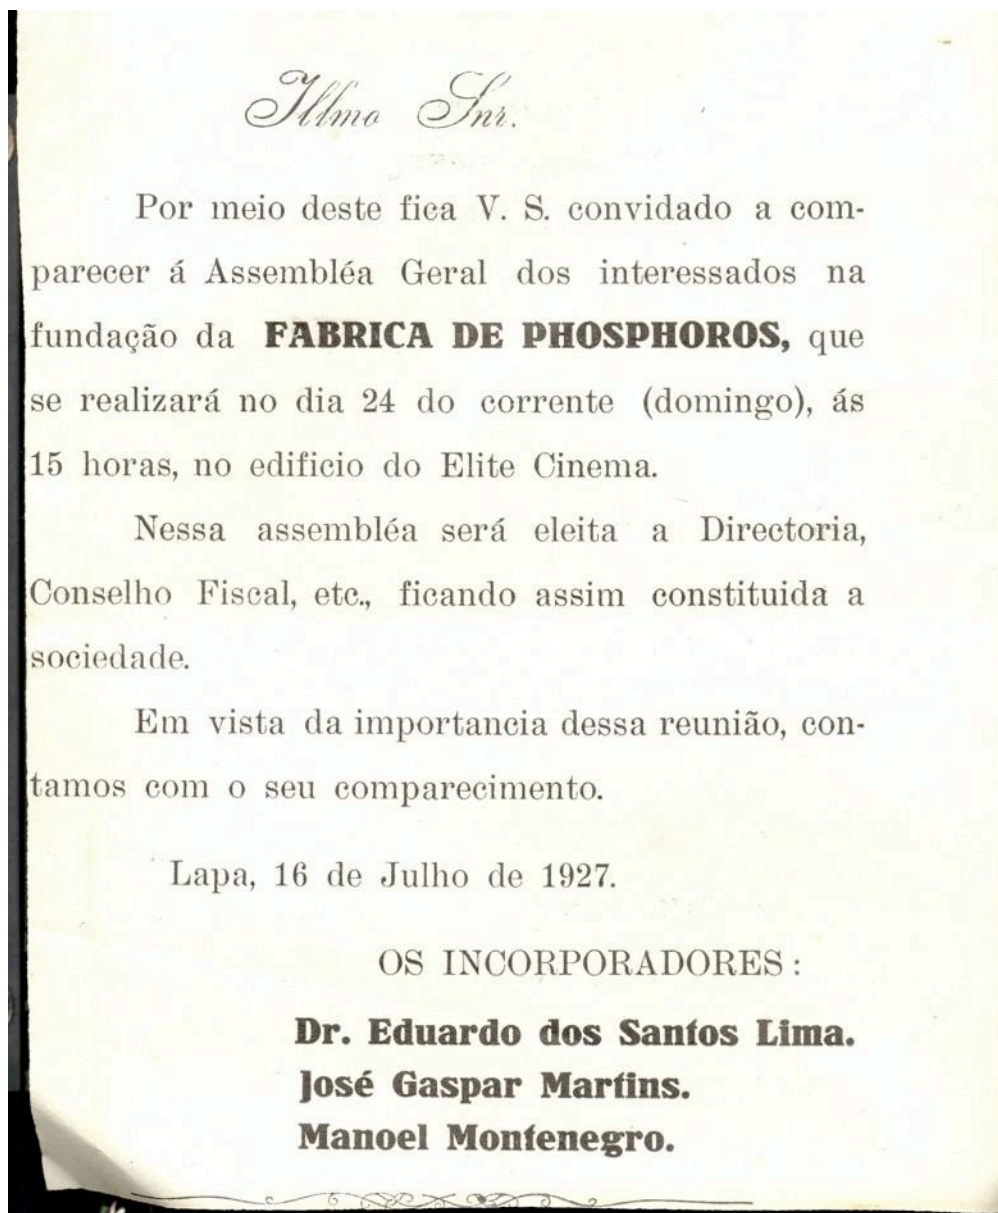 Illmo Snr.
Por meio deste fica V. S. convidado a com-
parecer á Assembléa Geral dos interessados na
fundação da FABRICA DE PHOSPHOROS, que
se realizará no dia 24 do corrente (domingo), ás
15 horas, no edificio do Elite Cinema.
Nessa assembléa será eleita a Directoria,
Conselho Fiscal, etc., ficando assim constituida a
sociedade.
Em vista da importancia dessa reunião, con-
tamos com o seu comparecimento.
Lapa, 16 de Julho de 1927.
OS INCORPORADORES:
Dr. Eduardo dos Santos Lima.
José Gaspar Martins.
Manoel Montenegro.